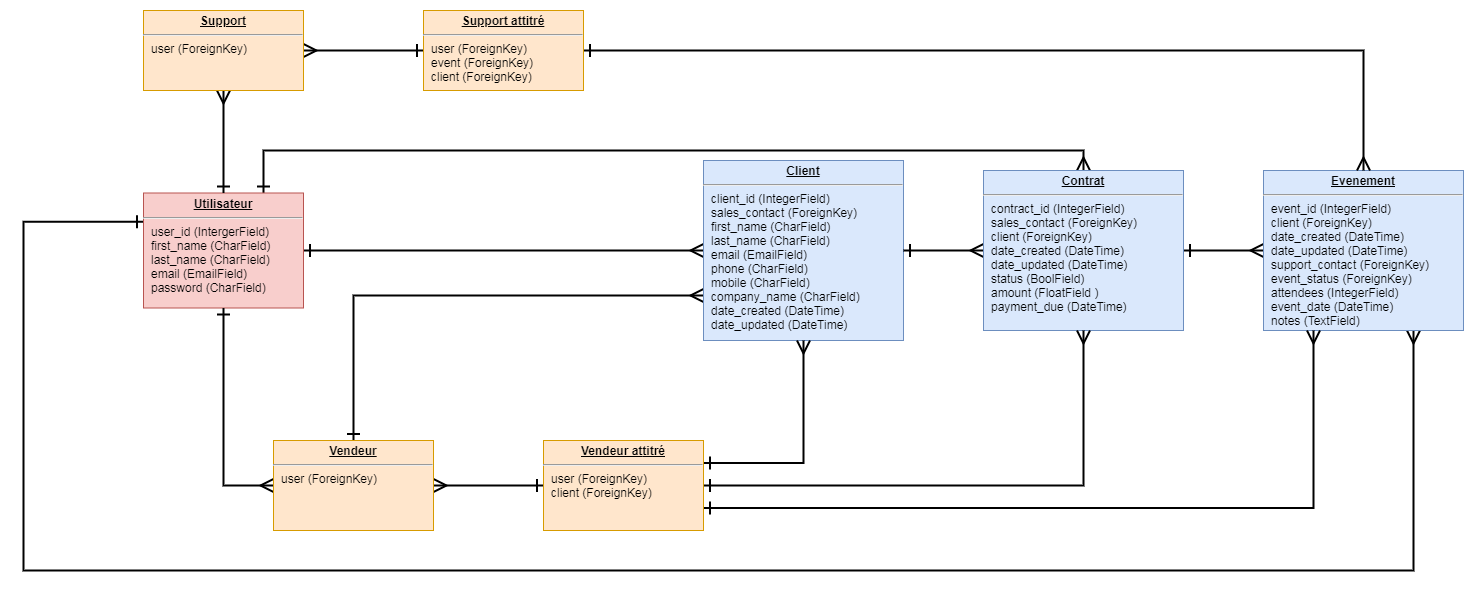 Support
user (ForeignKey)
Support attitré
user (ForeignKey)
event (ForeignKey)
client (ForeignKey)
Utilisateur
user_id (IntergerField)
first_name (CharField)
last_name (CharField)
email (EmailField)
password (CharField)
Client
client_id (IntegerField)
sales_contact (ForeignKey)
first_name (CharField)
last_name (CharField)
email (EmailField)
phone (CharField)
mobile (CharField)
company_name (CharField)
date_created (DateTime)
date_updated (DateTime)
Contrat
contract_id (IntegerField)
sales_contact (ForeignKey)
client (ForeignKey)
date_created (DateTime)
date_updated (DateTime)
status (BoolField)
amount (FloatField )
payment_due (DateTime)
Evenement
event_id (IntegerField)
client (ForeignKey)
date_created (DateTime)
date_updated (DateTime)
support_contact (ForeignKey)
event_status (ForeignKey)
attendees (IntegerField)
event_date (DateTime)
notes (TextField)
Vendeur
user (ForeignKey)
Vendeur attitré
user (ForeignKey)
client (ForeignKey)